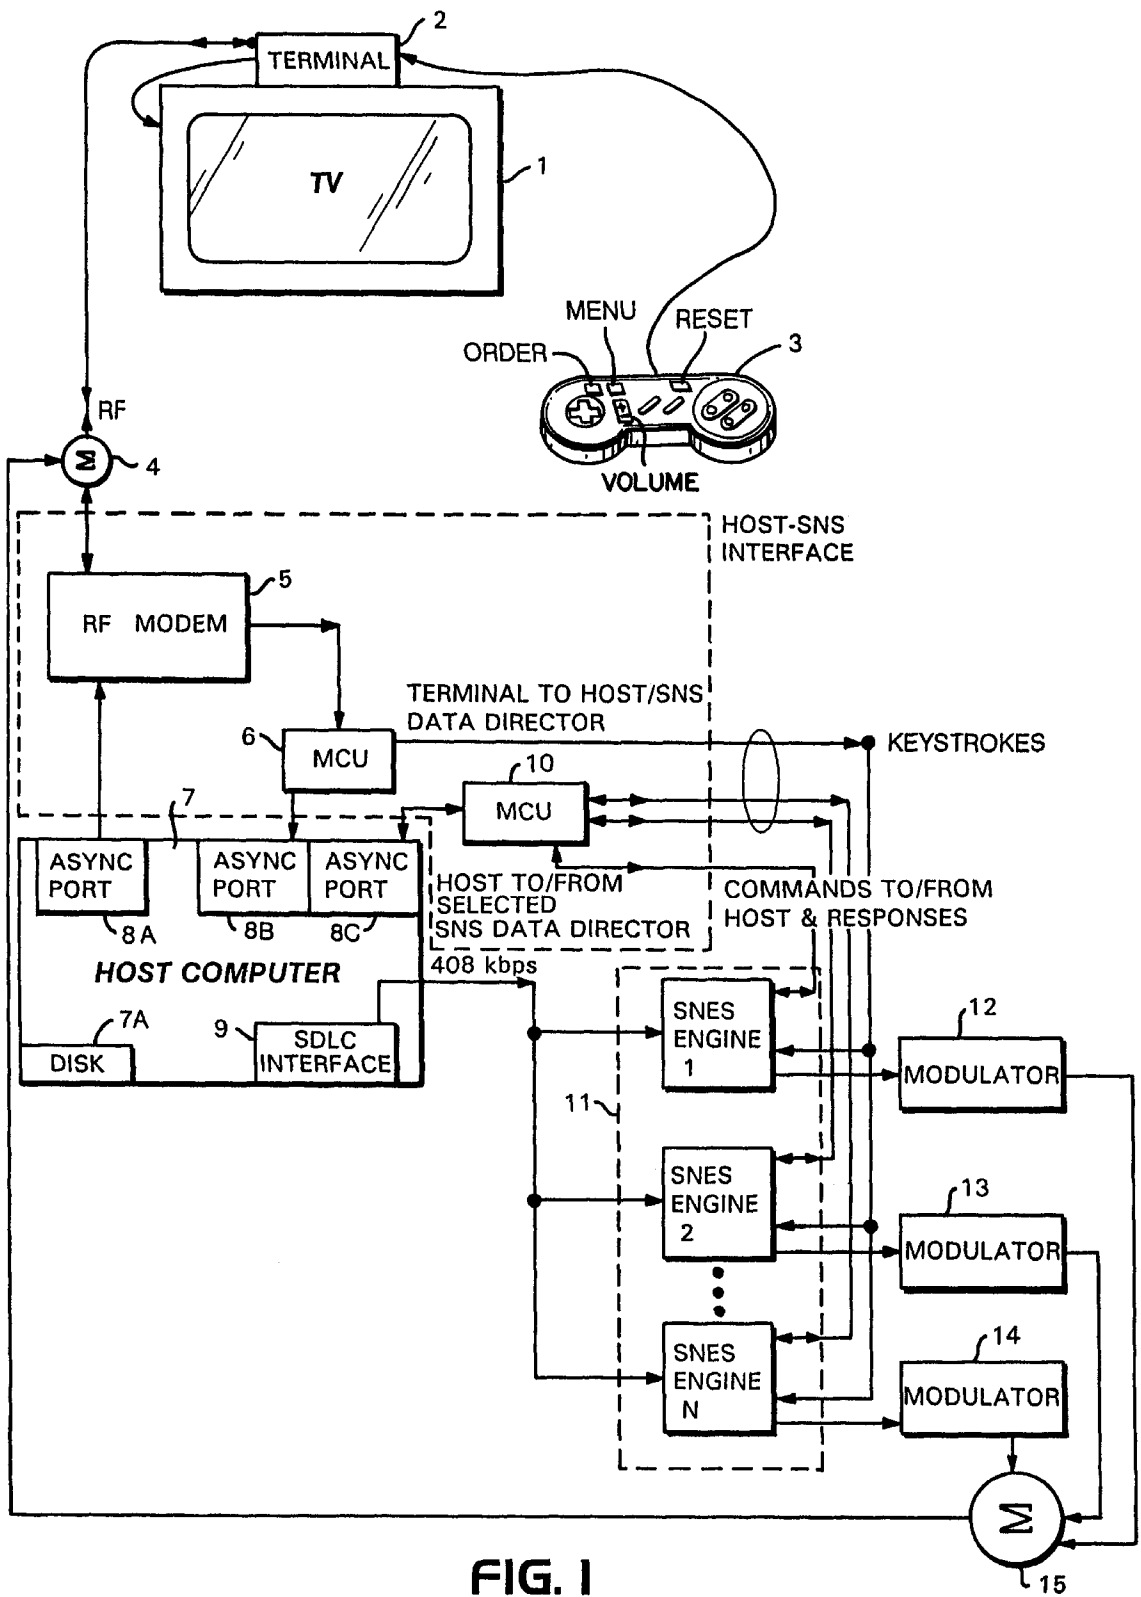 2
TERMINAL
TV
1
MENU
RESET
ORDER
3
RF
M
4
VOLUME
HOST-SNS
INTERFACE
5
RF MODEM
TERMINAL TO HOST/SNS
DATA DIRECTOR
6
MCU
KEYSTROKES
10
MCU
7
ASYNC
PORT
ASYNC
PORT
ASYNC
PORT
8A
8B
8C
HOST TO/FROM
SELECTED
SNS DATA DIRECTOR
COMMANDS TO/FROM
HOST & RESPONSES
HOST COMPUTER
408 kbps
7A
DISK
9
SDLC
INTERFACE
SNES
ENGINE
1
12
MODULATOR
11
SNES
ENGINE
2
13
MODULATOR
SNES
ENGINE
N
14
MODULATOR
M
15
FIG. 1